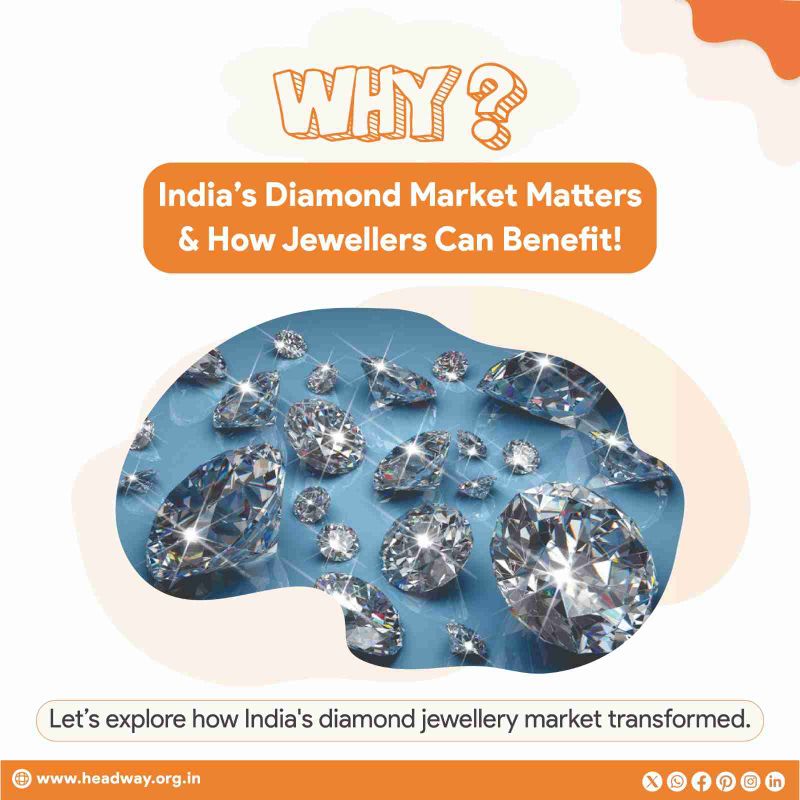 WHY?
India’s Diamond Market Matters
& How Jewellers Can Benefit!
Let’s explore how India's diamond jewellery market transformed.
www.headway.org.in